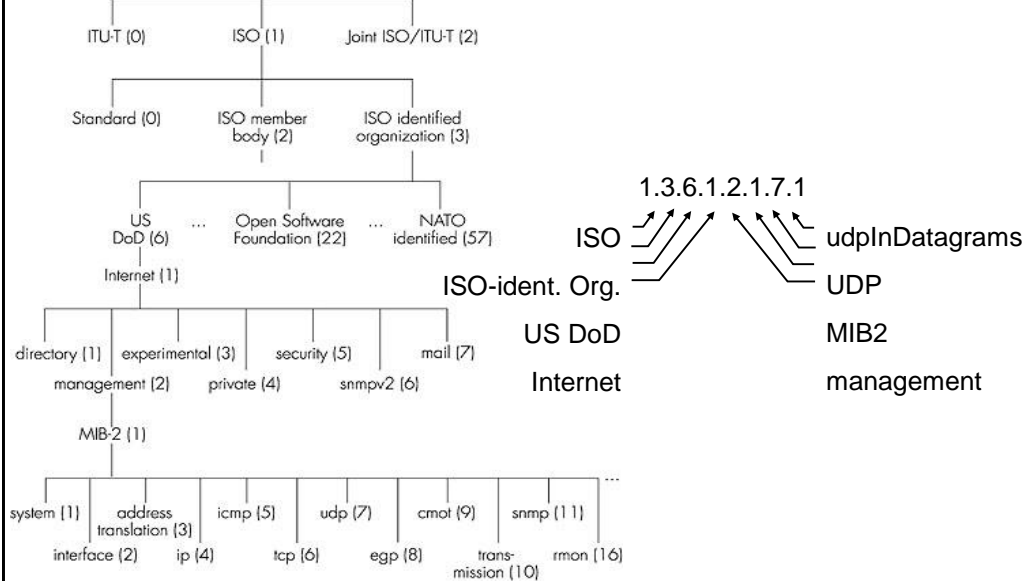 ITU-T (0) ISO (1) Joint ISO/ITU-T (2)
Standard (0) ISO member ISO identified
body (2) organization (3)
1.3.6.1.2.1.7.1
US ... Open Software ... NATO
DoD (6) Foundation (22) identified (57)
ISO udpInDatagrams
Internet (1)
ISO-ident. Org. UDP
US DoD MIB2
directory (1) experimental (3) security (5) mail (7)
management (2) private (4) snmpv2 (6)
Internet management
MIB-2 (1)
...
system (1) address icmp (5) udp (7) cmot (9) snmp (11)
translation (3)
interface (2) ip (4) tcp (6) egp (8) trans- rmon (16)
mission (10)